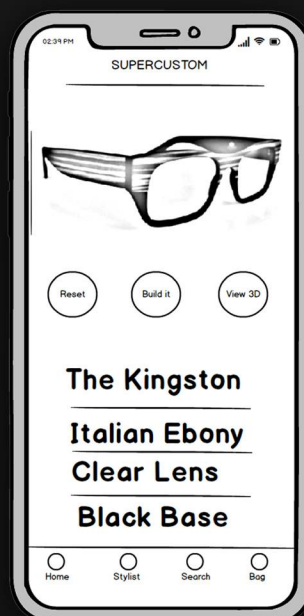 02:39 PM
SUPERCUSTOM
Reset Build it View 3D
The Kingston
Italian Ebony
Clear Lens
Black Base
Home Stylist Search Bag